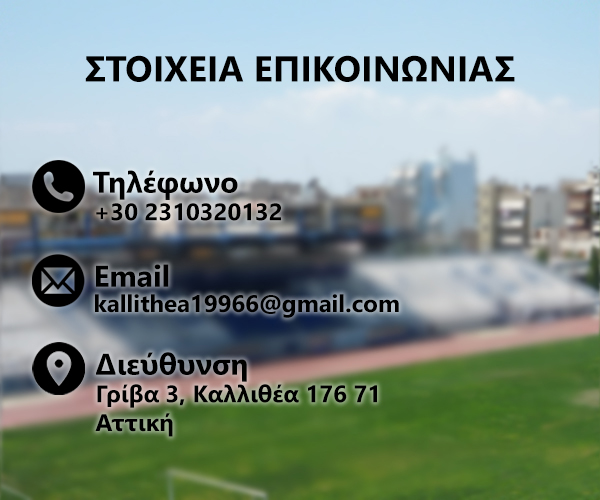 ΣΤΟΙΧΕΙΑ ΕΠΙΚΟΙΝΩΝΙΑΣ
Τηλέφωνο
+30 2310320132
Email
kallithea19966@gmail.com
Διεύθυνση
Γρίβα 3, Καλλιθέα 176 71
Αττική